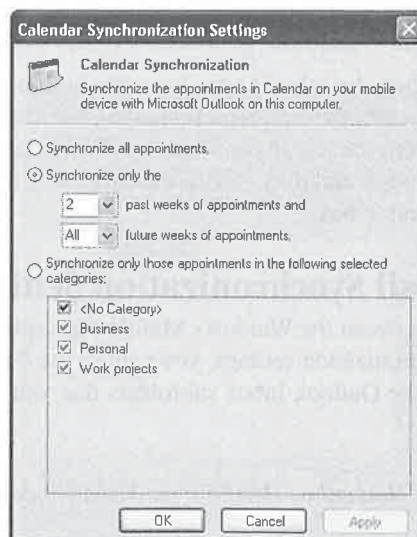 Calendar Synchronization Settings
Calendar Synchronization
Synchronize the appointments in Calendar on your mobile
device with Microsoft Outlook on this computer.
Synchronize all appointments.
Synchronize only the
2 past weeks of appointments and
All future weeks of appointments.
Synchronize only those appointments in the following selected
categories:
<No Category>
Business
Personal
Work projects
OK Cancel Apply